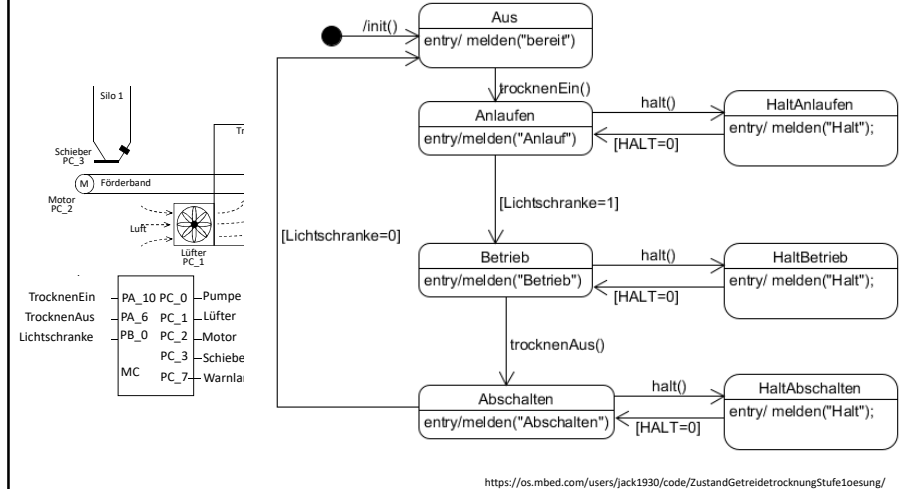 /init()
Aus
entry/ melden("bereit")
trocknenEin()
Anlaufen
entry/melden("Anlauf")
halt()
[HALT=0]
HaltAnlaufen
entry/ melden("Halt");
[Lichtschranke=1]
[Lichtschranke=0]
Betrieb
entry/melden("Betrieb")
halt()
[HALT=0]
HaltBetrieb
entry/ melden("Halt");
trocknenAus()
Abschalten
entry/melden("Abschalten")
halt()
[HALT=0]
HaltAbschalten
entry/ melden("Halt");
Silo 1
Tr
Schieber
PC_3
M
Förderband
Motor
PC_2
Luft
Lüfter
PC_1
TrocknenEin PA_10 PC_0 Pumpe
TrocknenAus PA_6 PC_1 Lüfter
Lichtschranke PB_0 PC_2 Motor
PC_3 Schiebe
MC PC_7 Warnla
https://os.mbed.com/users/jack1930/code/ZustandGetreidetrocknungStufe1oesung/